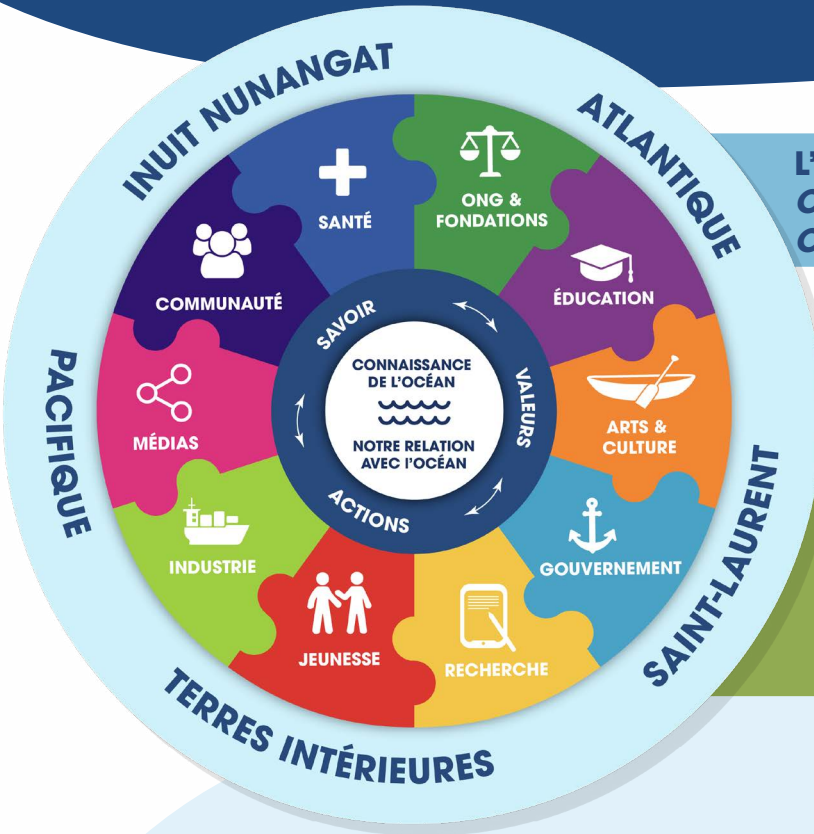 INUIT NUNANGAT
ATLANTIQUE
SAINT-LAURENT
TERRES INTÉRIEURES
PACIFIQUE
SANTÉ
ONG &
FONDATIONS
ÉDUCATION
ARTS &
CULTURE
GOUVERNEMENT
RECHERCHE
JEUNESSE
INDUSTRIE
MÉDIAS
COMMUNAUTÉ
SAVOIR
VALEURS
ACTIONS
CONNAISSANCE
DE L'OCÉAN
NOTRE RELATION
AVEC l'OCÉAN
L'